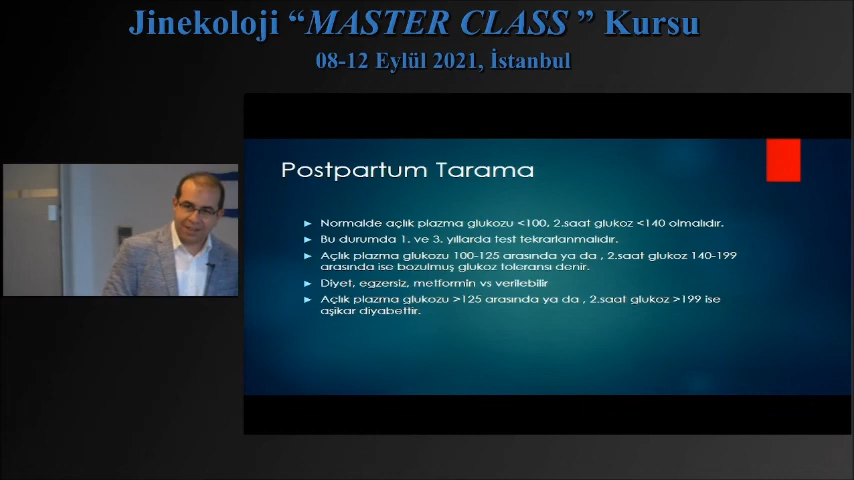 Jinekoloji “MASTER CLASS ” Kursu
08-12 Eylül 2021, İstanbul
Postpartum Tarama
Normalde açlık plazma glukozu <100, 2.saat glukoz <140 olmalıdır.
Bu durumda 1. ve 3. yıllarda test tekrarlanmalıdır.
Açlık plazma glukozu 100-125 arasında ya da , 2.saat glukoz 140-199
arasında ise bozulmuş glukoz toleransı denir.
Diyet, egzersiz, metformin vs verilebilir
Açlık plazma glukozu >125 arasında ya da , 2.saat glukoz >199 ise
aşikar diyabettir.